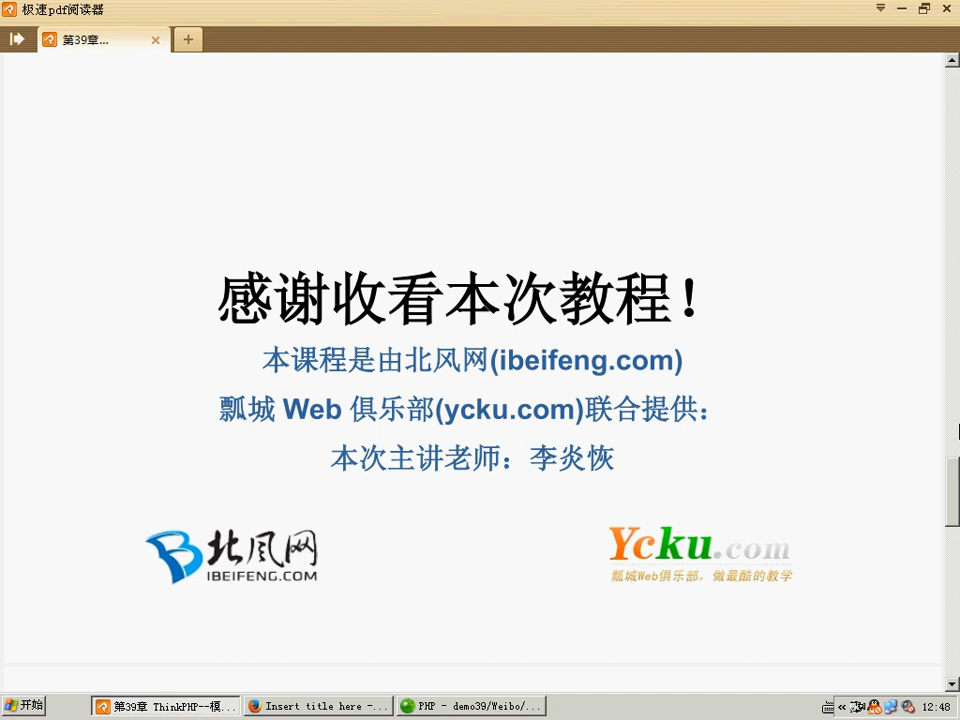 极速pdf阅读器
第39章...
感谢收看本次教程！
本课程是由北风网(ibeifeng.com)
瓢城 Web 俱乐部(ycku.com)联合提供：
本次主讲老师：李炎恢
北风网
IBEIFENG.COM
Ycku.com
瓢城Web俱乐部，做最酷的教学
开始
第39章 ThinkPHP--模...
Insert title here -...
PHP - demo39/Weibo/...
12:48